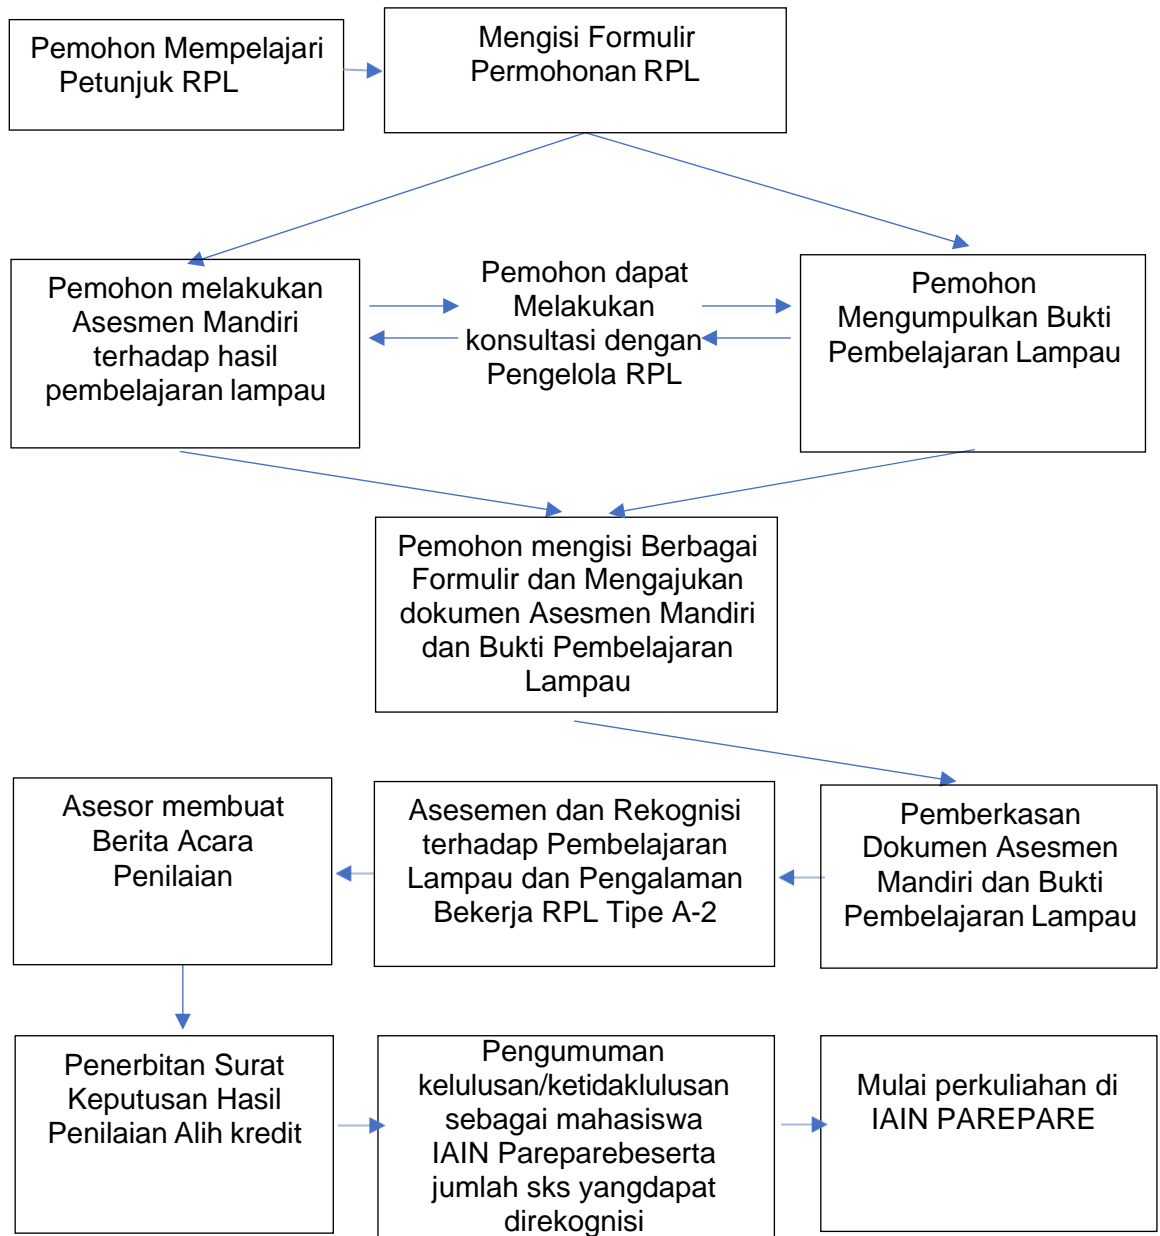 Pemohon Mempelajari
Petunjuk RPL
Mengisi Formulir
Permohonan RPL
Pemohon melakukan
Asesmen Mandiri
terhadap hasil
pembelajaran lampau
Pemohon dapat
Melakukan
konsultasi dengan
Pengelola RPL
Pemohon
Mengumpulkan Bukti
Pembelajaran Lampau
Pemohon mengisi Berbagai
Formulir dan Mengajukan
dokumen Asesmen Mandiri
dan Bukti Pembelajaran
Lampau
Pemberkasan
Dokumen Asesmen
Mandiri dan Bukti
Pembelajaran Lampau
Asesemen dan Rekognisi
terhadap Pembelajaran
Lampau dan Pengalaman
Bekerja RPL Tipe A-2
Asesor membuat
Berita Acara
Penilaian
Penerbitan Surat
Keputusan Hasil
Penilaian Alih kredit
Pengumuman
kelulusan/ketidaklulusan
sebagai mahasiswa
IAIN Pareparebeserta
jumlah sks yangdapat
direkognisi
Mulai perkuliahan di
IAIN PAREPARE